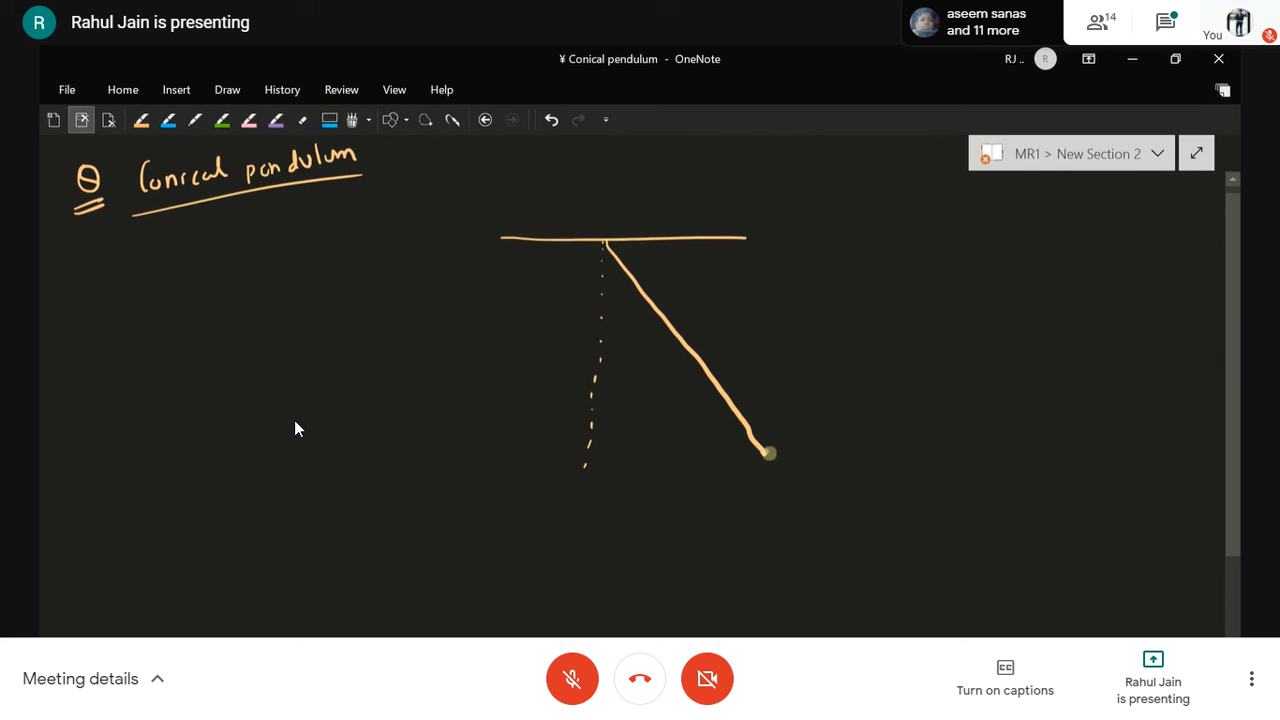 R Rahul Jain is presenting
aseem sanas
and 11 more
14
You
¥ Conical pendulum - OneNote
RJ ..
R
File Home Insert Draw History Review View Help
MR1 > New Section 2
Q Conical pendulum
Meeting details
Turn on captions
Rahul Jain
is presenting